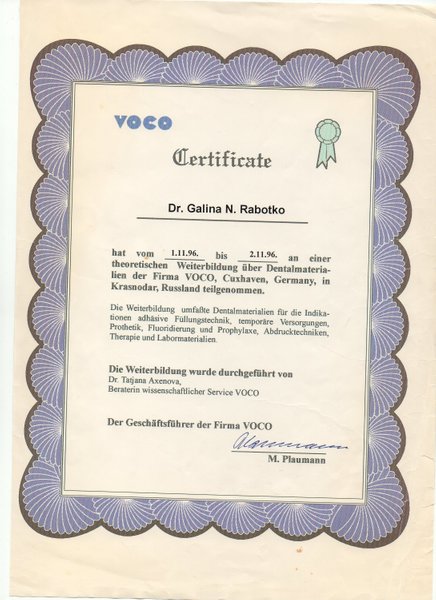 VOCO
Certificate
Dr. Galina N. Rabotko
hat vom 1.11.96. bis 2.11.96. an einer
theoretischen Weiterbildung über Dentalmateria-
lien der Firma VOCO, Cuxhaven, Germany, in
Krasnodar, Russland teilgenommen.
Die Weiterbildung umfaßte Dentalmaterialien für die Indika-
tionen adhäsive Füllungstechnik, temporäre Versorgungen,
Prothetik, Fluoridierung und Prophylaxe, Abdrucktechniken,
Therapie und Labormaterialien.
Die Weiterbildung wurde durchgeführt von
Dr. Tatjana Axenova,
Beraterin wissenschaftlicher Service VOCO
Der Geschäftsführer der Firma VOCO
M. Plaumann